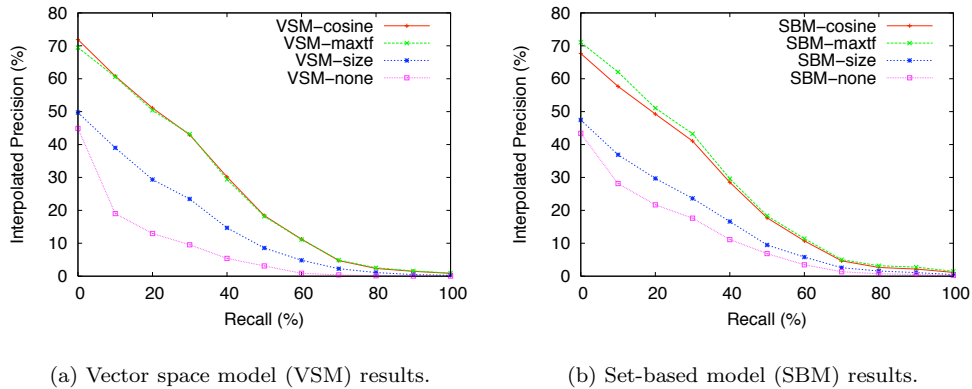 80
70
60
50
40
30
20
10
0
Interpolated Precision (%)
0 20 40 60 80 100
Recall (%)
VSM−cosine
VSM−maxtf
VSM−size
VSM−none
(a) Vector space model (VSM) results.
80
70
60
50
40
30
20
10
0
Interpolated Precision (%)
0 20 40 60 80 100
Recall (%)
SBM−cosine
SBM−maxtf
SBM−size
SBM−none
(b) Set-based model (SBM) results.